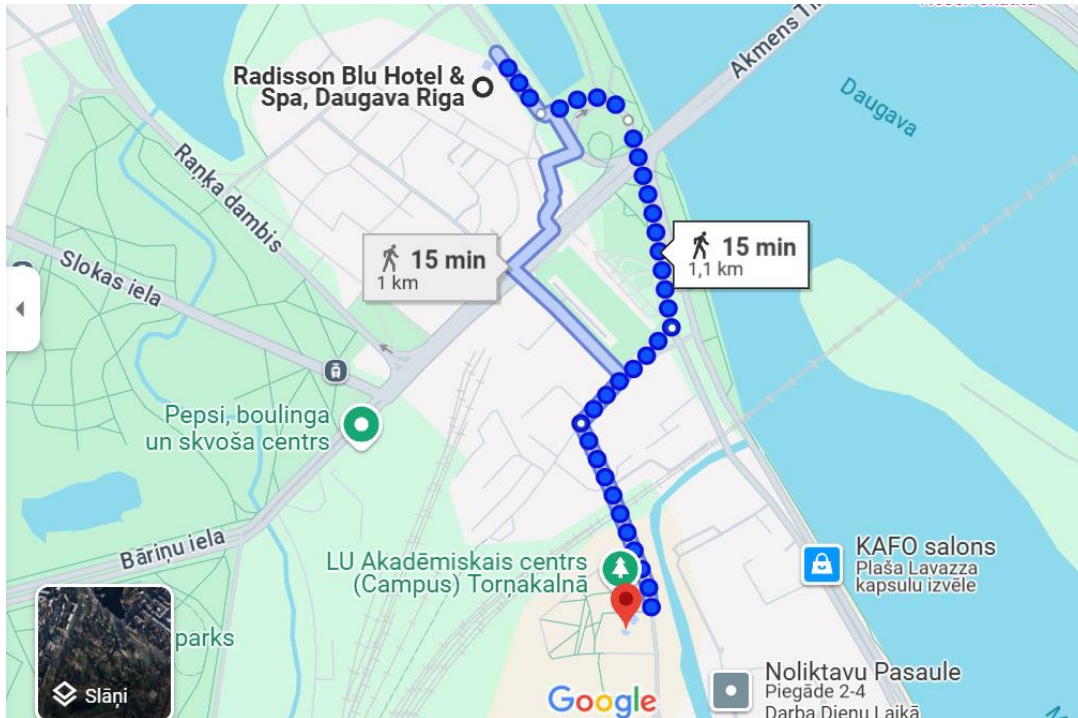 Akmens Ti
Radisson Blu Hotel &
Spa, Daugava Riga
Daugava
Raņķa dambis
15 min
1 km
15 min
1,1 km
Slokas iela
Pepsi, boulinga
un skvoša centrs
Bāriņu iela
LU Akadēmiskais centrs
(Campus) Torņakalnā
KAFO salons
Plaša Lavazza
kapsulu izvēle
parks
Slāņi
Google
Noliktavu Pasaule
Piegāde 2-4
Darba Dienu Laikā